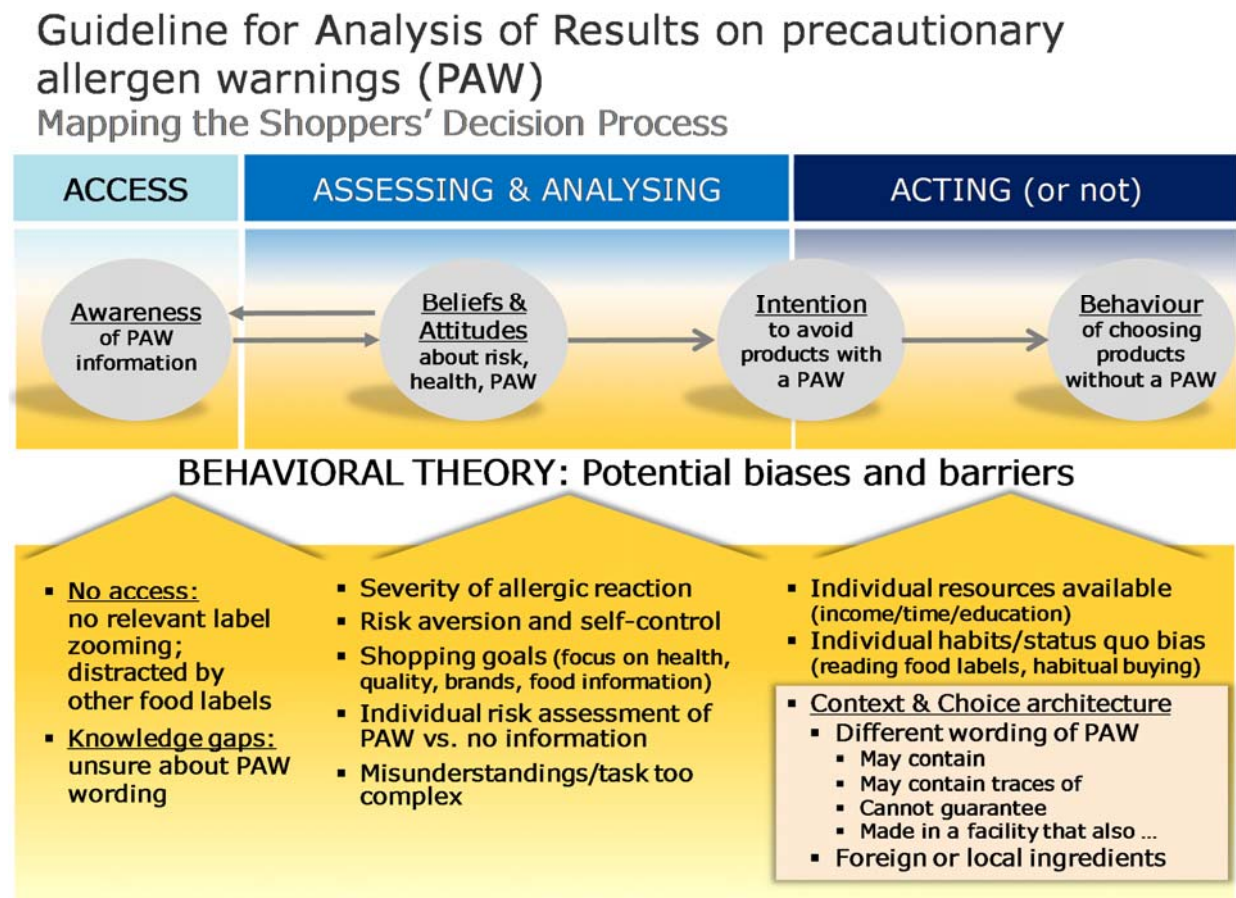 Guideline for Analysis of Results on precautionary
allergen warnings (PAW)
Mapping the Shoppers’ Decision Process
ACCESS
ASSESSING & ANALYSING
ACTING (or not)
Awareness
of PAW
information
Beliefs &
Attitudes
about risk,
health, PAW
Intention
to avoid
products with
a PAW
Behaviour
of choosing
products
without a PAW
BEHAVIORAL THEORY: Potential biases and barriers
▪ No access:
no relevant label
zooming;
distracted by
other food labels
▪ Knowledge gaps:
unsure about PAW
wording
▪ Severity of allergic reaction
▪ Risk aversion and self-control
▪ Shopping goals (focus on health,
quality, brands, food information)
▪ Individual risk assessment of
PAW vs. no information
▪ Misunderstandings/task too
complex
▪ Individual resources available
(income/time/education)
▪ Individual habits/status quo bias
(reading food labels, habitual buying)
▪ Context & Choice architecture
▪ Different wording of PAW
▪ May contain
▪ May contain traces of
▪ Cannot guarantee
▪ Made in a facility that also …
▪ Foreign or local ingredients